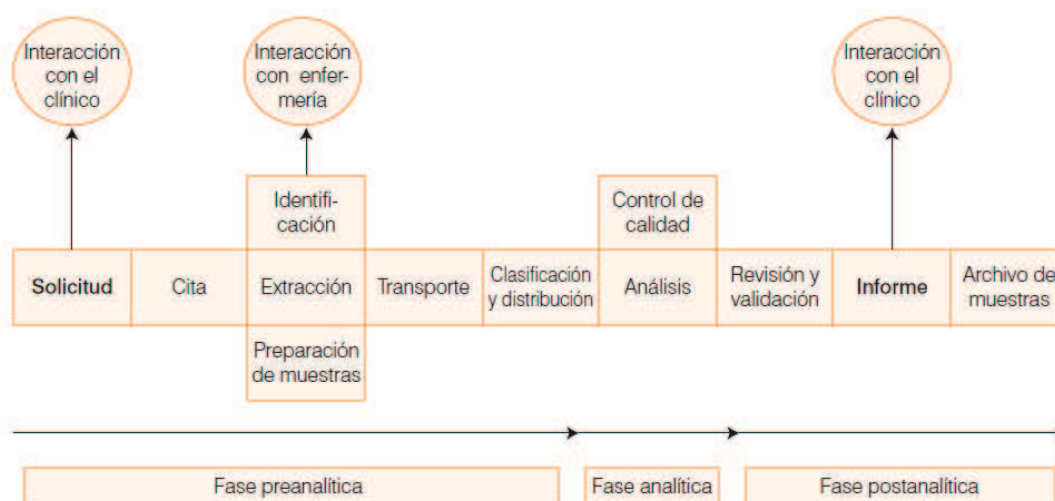 Interacción
con el
clínico
Interacción
con enfer-
mería
Interacción
con el
clínico
Identifi-
cación
Control de
calidad
Solicitud
Cita
Extracción
Transporte
Clasificación
y distribución
Análisis
Revisión y
validación
Informe
Archivo de
muestras
Preparación
de muestras
Fase preanalítica
Fase analítica
Fase postanalítica